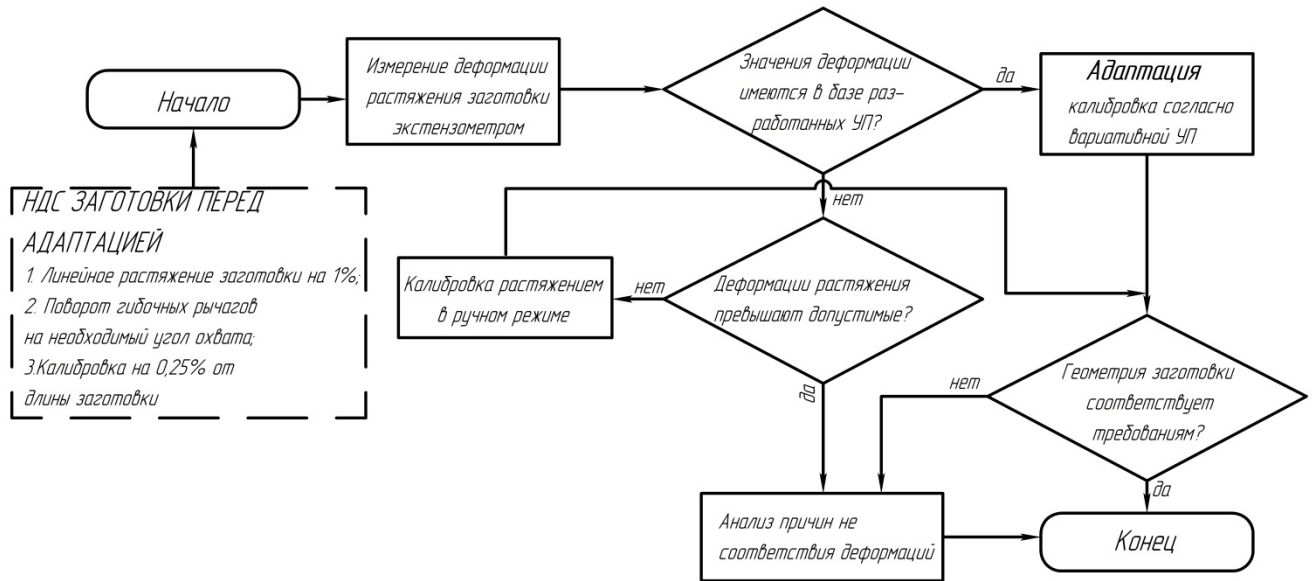 Начало
Измерение деформации
растяжения заготовки
экстензометром
Значения деформации
имеются в базе раз-
работанных УП?
да
Адаптация
калибровка согласно
вариативной УП
НДС ЗАГОТОВКИ ПЕРЕД
АДАПТАЦИЕЙ
1. Линейное растяжение заготовки на 1%;
2. Поворот гибочных рычагов
на необходимый угол охвата;
3.Калибровка на 0,25% от
длины заготовки
нет
Калибровка растяжением
в ручном режиме
нет
Деформации растяжения
превышают допустимые?
да
нет
Геометрия заготовки
соответствует
требованиям?
да
Анализ причин не
соответствия деформаций
Конец